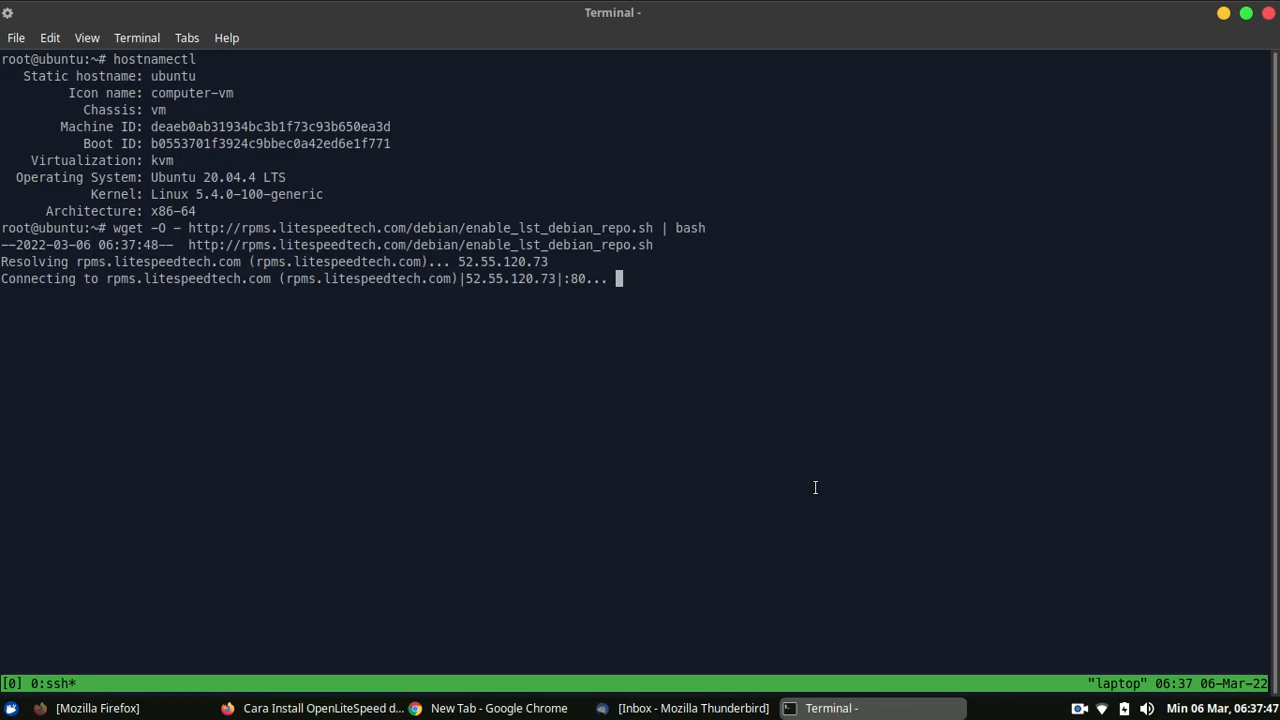 Terminal -
File Edit View Terminal Tabs Help
root@ubuntu:~# hostnamectl
Static hostname: ubuntu
Icon name: computer-vm
Chassis: vm
Machine ID: deaeb0ab31934bc3b1f73c93b650ea3d
Boot ID: b0553701f3924c9bbec0a42ed6e1f771
Virtualization: kvm
Operating System: Ubuntu 20.04.4 LTS
Kernel: Linux 5.4.0-100-generic
Architecture: x86-64
root@ubuntu:~# wget -O - http://rpms.litespeedtech.com/debian/enable_lst_debian_repo.sh | bash
--2022-03-06 06:37:48-- http://rpms.litespeedtech.com/debian/enable_lst_debian_repo.sh
Resolving rpms.litespeedtech.com (rpms.litespeedtech.com)... 52.55.120.73
Connecting to rpms.litespeedtech.com (rpms.litespeedtech.com)|52.55.120.73|:80...
[0] 0:ssh* "laptop" 06:37 06-Mar-22
[Mozilla Firefox] Cara Install OpenLiteSpeed d... New Tab - Google Chrome [Inbox - Mozilla Thunderbird] Terminal - Min 06 Mar, 06:37:47